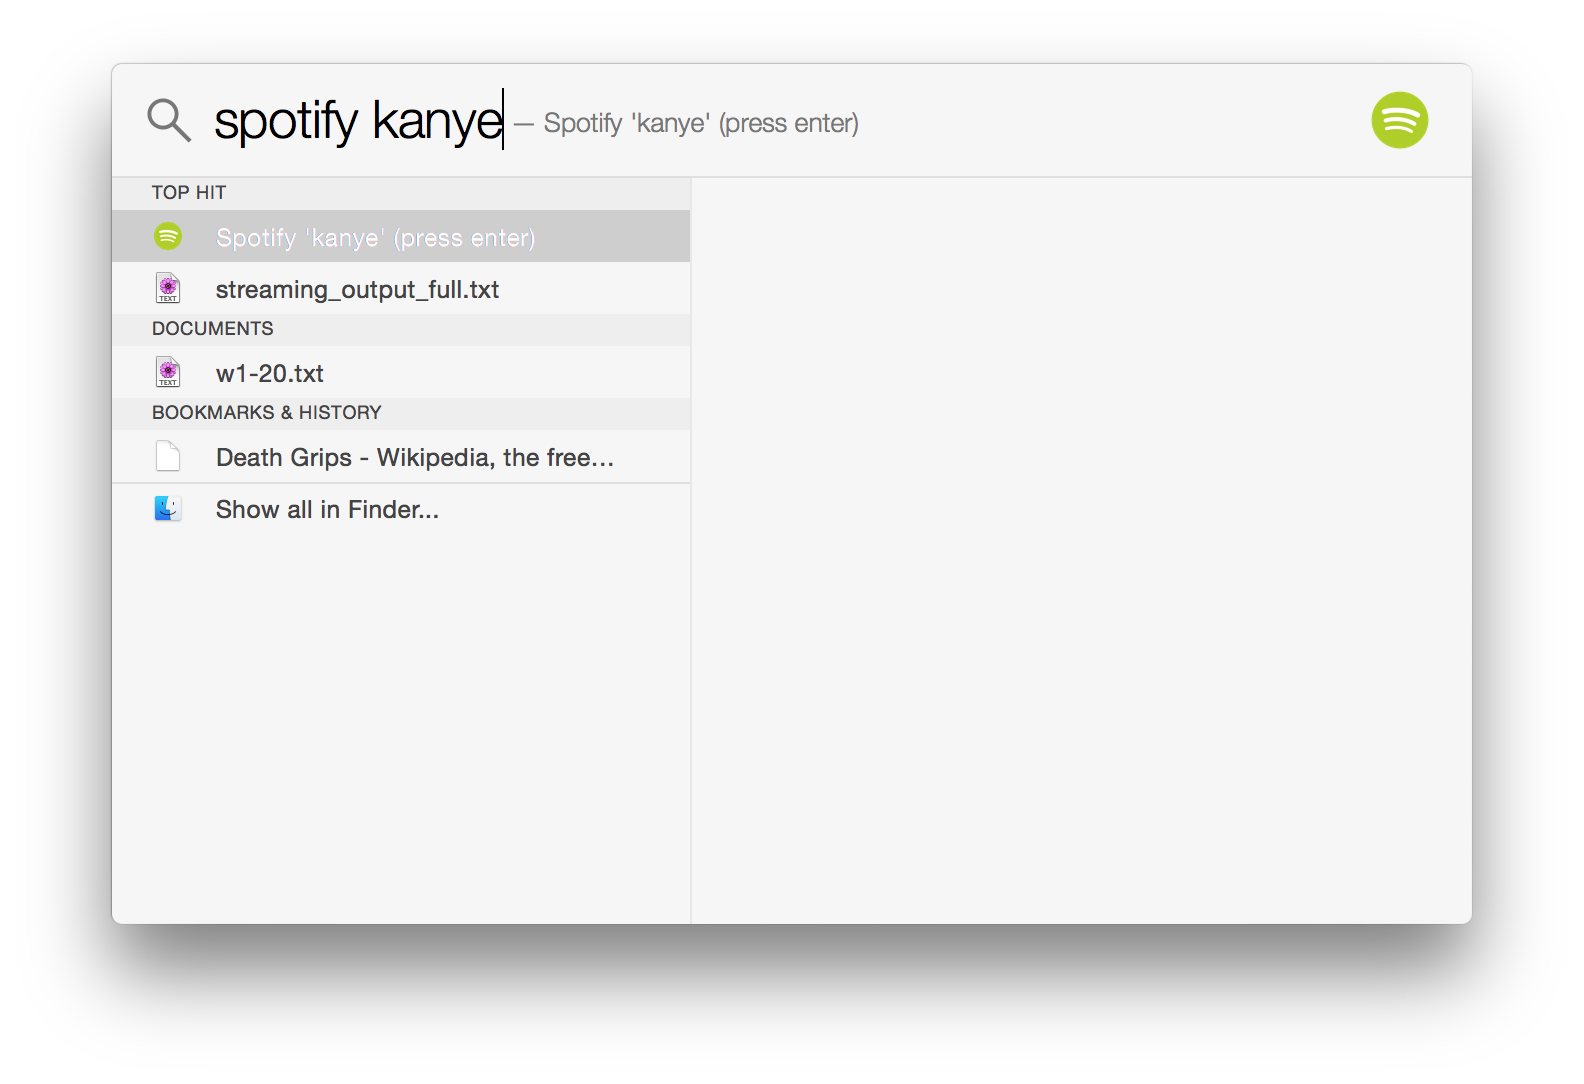 spotify kanye — Spotify 'kanye' (press enter)
TOP HIT
Spotify 'kanye' (press enter)
streaming_output_full.txt
DOCUMENTS
w1-20.txt
BOOKMARKS & HISTORY
Death Grips - Wikipedia, the free...
Show all in Finder...
TEXT
TEXT